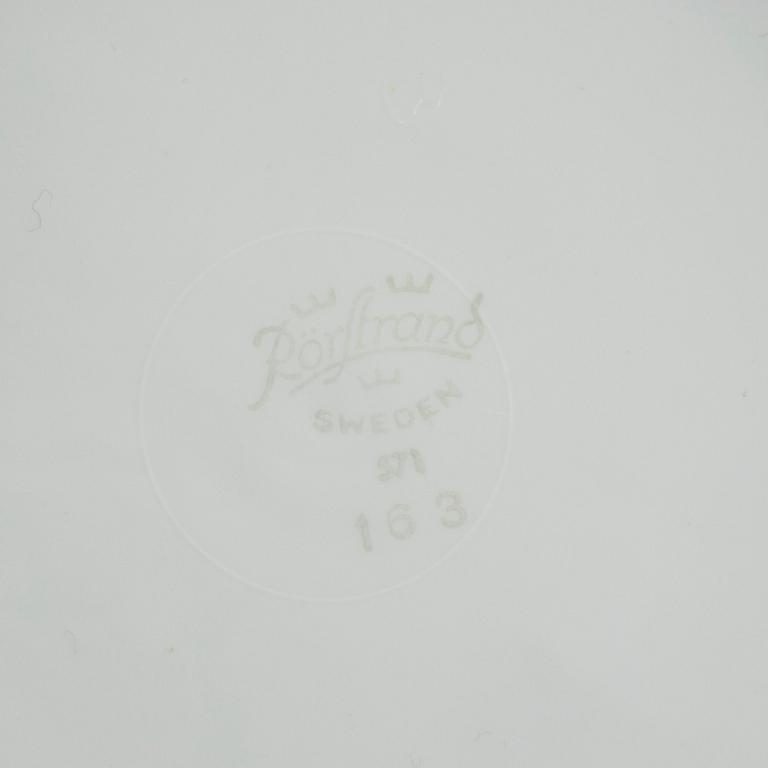 Rörstrand
SWEDEN
271
163